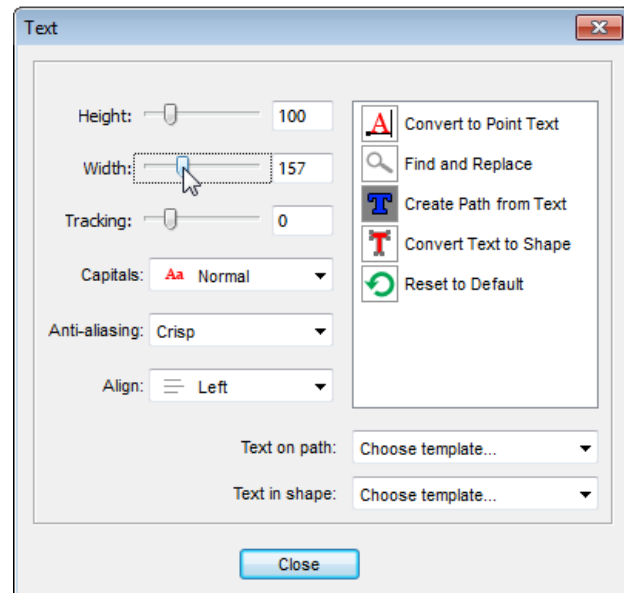 Text
Height: 100
Width: 157
Tracking: 0
Capitals: Aa Normal
Anti-aliasing: Crisp
Align: Left
A Convert to Point Text
Find and Replace
T Create Path from Text
T Convert Text to Shape
Reset to Default
Text on path: Choose template...
Text in shape: Choose template...
Close